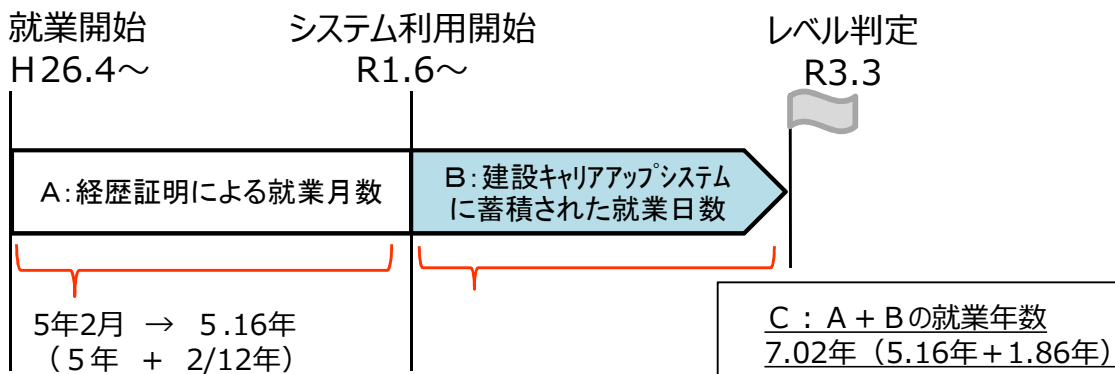 就業開始
H26.4～
システム利用開始
R1.6～
レベル判定
R3.3
A：経歴証明による就業月数
B：建設キャリアアップシステム
に蓄積された就業日数
5年2月 → 5.16年
（５年 ＋ 2/12年）
C：A＋Bの就業年数
7.02年（5.16年＋1.86年）